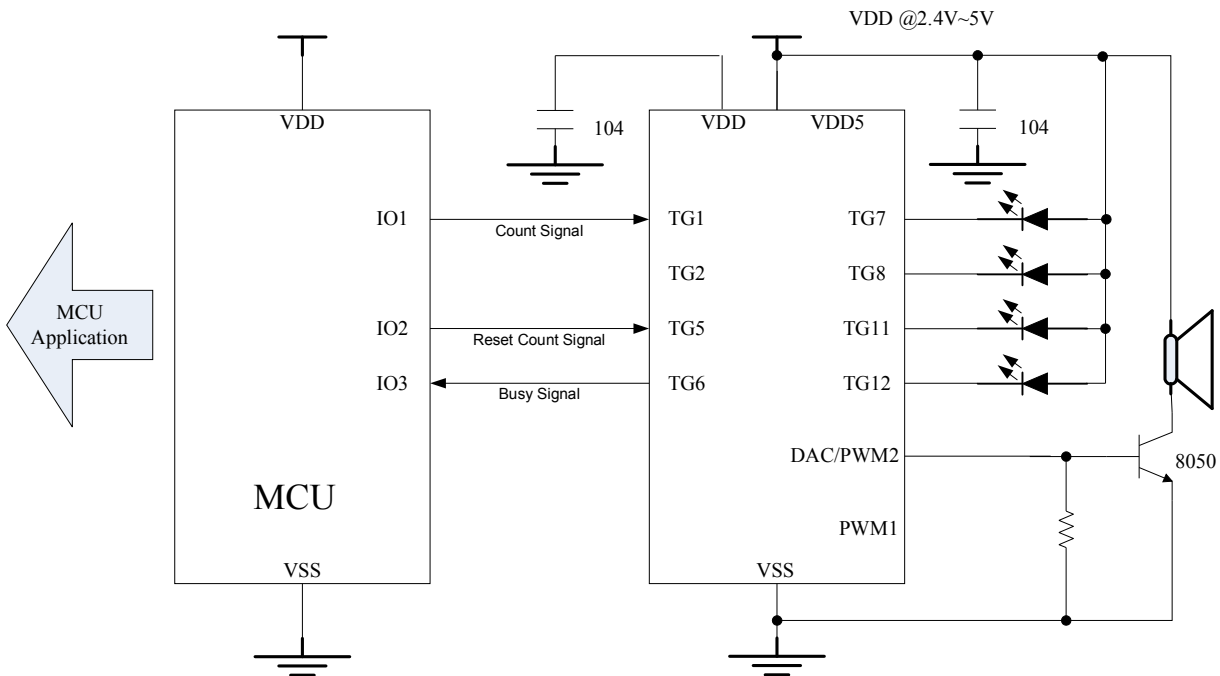 VDD @2.4V~5V
VDD
VDD
VDD5
104
104
IO1
Count Signal
TG1
TG7
TG2
TG8
MCU
Application
IO2
Reset Count Signal
TG5
TG11
IO3
Busy Signal
TG6
TG12
DAC/PWM2
8050
MCU
PWM1
VSS
VSS